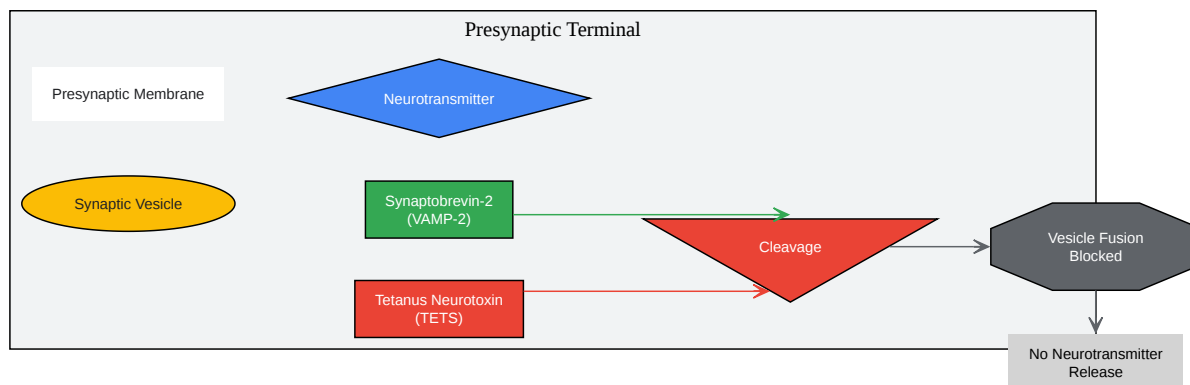 Presynaptic Terminal
Presynaptic Membrane
Neurotransmitter
Synaptic Vesicle
Synaptobrevin-2
(VAMP-2)
Cleavage
Vesicle Fusion
Blocked
Tetanus Neurotoxin
(TETS)
No Neurotransmitter
Release